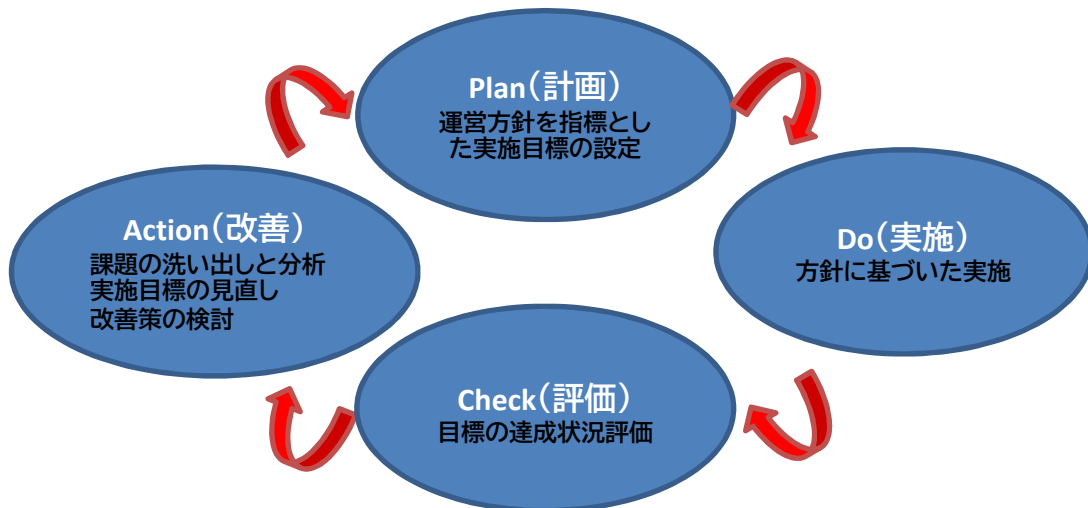 Plan（計画）
運営方針を指標とし
た実施目標の設定
Action（改善）
課題の洗い出しと分析
実施目標の見直し
改善策の検討
Do（実施）
方針に基づいた実施
Check（評価）
目標の達成状況評価